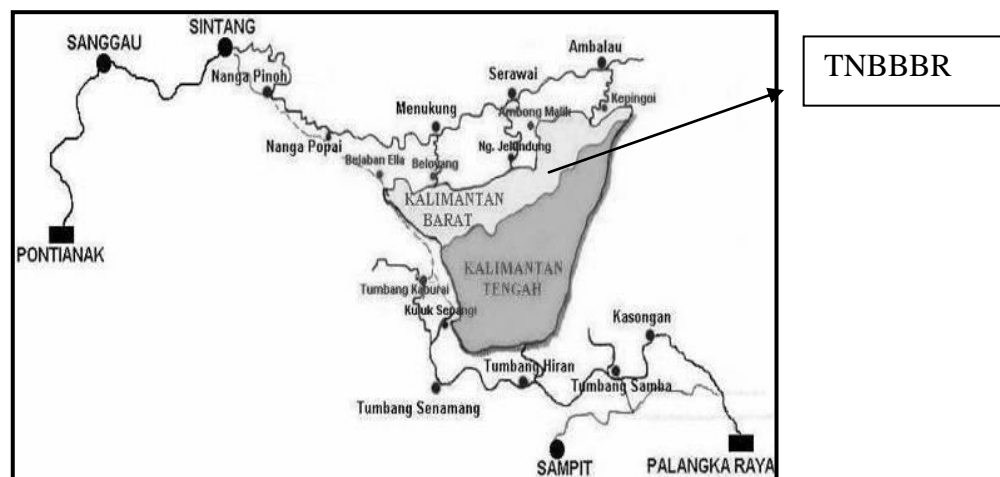 SINTANG
SANGGAU
Ambalau
TNBBBR
Nanga Pinoh
Serawai
Kepingoi
Menukung
Ambong Malik
Nanga Popai
Ng. Jelundung
Bejaban Ella
Beloyang
KALIMANTAN
BARAT
PONTIANAK
KALIMANTAN
TENGAH
Tumbang Kaburai
Kuluk Sepangi
Kasongan
Tumbang Hiran
Tumbang Samba
Tumbang Senamang
SAMPIT
PALANGKA RAYA